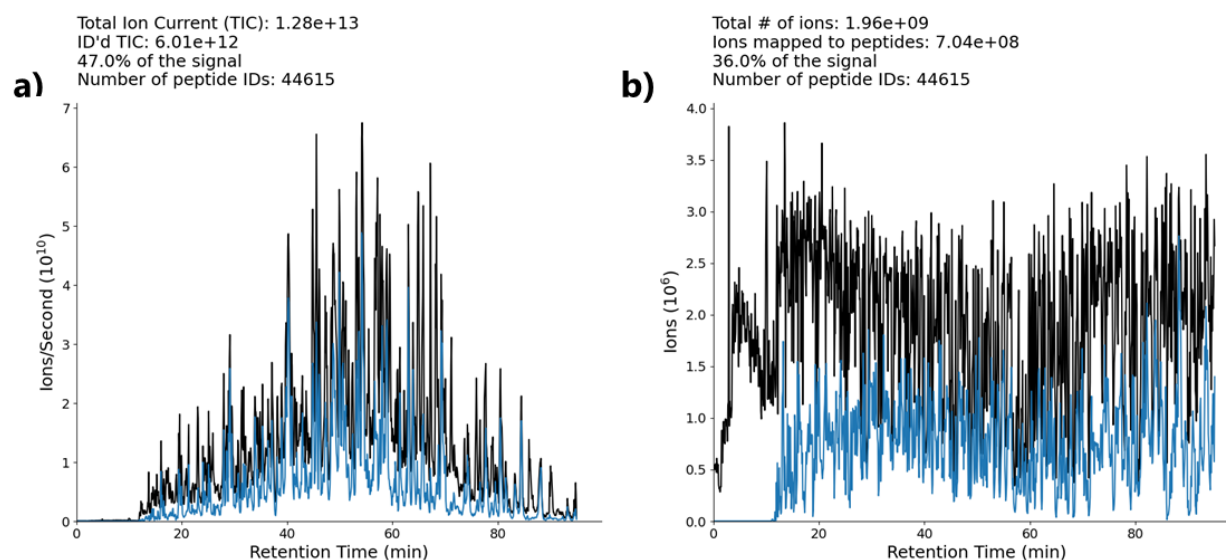 Total Ion Current (TIC): 1.28e+13
ID'd TIC: 6.01e+12
47.0% of the signal
Number of peptide IDs: 44615
a)
7
6
5
4
3
2
1
0
Ions/Second (10^10)
0 20 40 60 80
Retention Time (min)
Total # of ions: 1.96e+09
Ions mapped to peptides: 7.04e+08
36.0% of the signal
Number of peptide IDs: 44615
b)
4.0
3.5
3.0
2.5
2.0
1.5
1.0
0.5
0.0
Ions (10^6)
0 20 40 60 80
Retention Time (min)